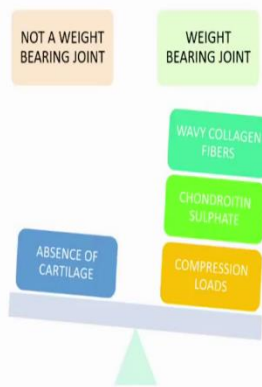 NOT A WEIGHT
BEARING JOINT
WEIGHT
BEARING JOINT
WAVY COLLAGEN
FIBERS
CHONDROITIN
SULPHATE
ABSENCE OF
CARTILAGE
COMPRESSION
LOADS